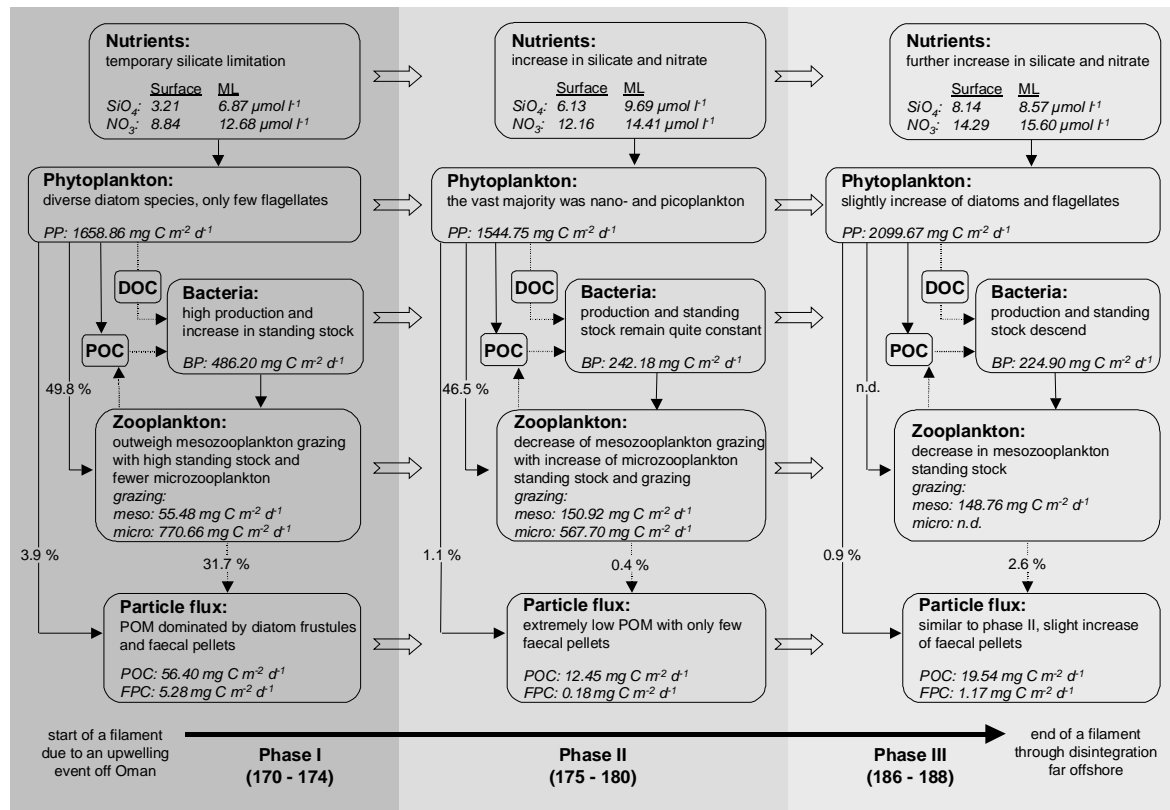 Nutrients:
temporary silicate limitation
Surface ML
SiO4: 3.21 6.87 µmol l-1
NO3: 8.84 12.68 µmol l-1
Phytoplankton:
diverse diatom species, only few flagellates
PP: 1658.86 mg C m-2 d-1
DOC
Bacteria:
high production and
increase in standing stock
BP: 486.20 mg C m-2 d-1
POC
49.8 %
Zooplankton:
outweigh mesozooplankton grazing
with high standing stock and
fewer microzooplankton
grazing:
meso: 55.48 mg C m-2 d-1
micro: 770.66 mg C m-2 d-1
3.9 %
31.7 %
Particle flux:
POM dominated by diatom frustules
and faecal pellets
POC: 56.40 mg C m-2 d-1
FPC: 5.28 mg C m-2 d-1
Nutrients:
increase in silicate and nitrate
Surface ML
SiO4: 6.13 9.69 µmol l-1
NO3: 12.16 14.41 µmol l-1
Phytoplankton:
the vast majority was nano- and picoplankton
PP: 1544.75 mg C m-2 d-1
DOC
Bacteria:
production and standing
stock remain quite constant
BP: 242.18 mg C m-2 d-1
POC
46.5 %
Zooplankton:
decrease of mesozooplankton grazing
with increase of microzooplankton
standing stock and grazing
grazing:
meso: 150.92 mg C m-2 d-1
micro: 567.70 mg C m-2 d-1
1.1 %
0.4 %
Particle flux:
extremely low POM with only few
faecal pellets
POC: 12.45 mg C m-2 d-1
FPC: 0.18 mg C m-2 d-1
Nutrients:
further increase in silicate and nitrate
Surface ML
SiO4: 8.14 8.57 µmol l-1
NO3: 14.29 15.60 µmol l-1
Phytoplankton:
slightly increase of diatoms and flagellates
PP: 2099.67 mg C m-2 d-1
DOC
Bacteria:
production and standing
stock descend
BP: 224.90 mg C m-2 d-1
POC
n.d.
Zooplankton:
decrease in mesozooplankton
standing stock
grazing:
meso: 148.76 mg C m-2 d-1
micro: n.d.
0.9 %
2.6 %
Particle flux:
similar to phase II, slight increase
of faecal pellets
POC: 19.54 mg C m-2 d-1
FPC: 1.17 mg C m-2 d-1
start of a filament
due to an upwelling
event off Oman
Phase I
(170 - 174)
Phase II
(175 - 180)
Phase III
(186 - 188)
end of a filament
through disintegration
far offshore